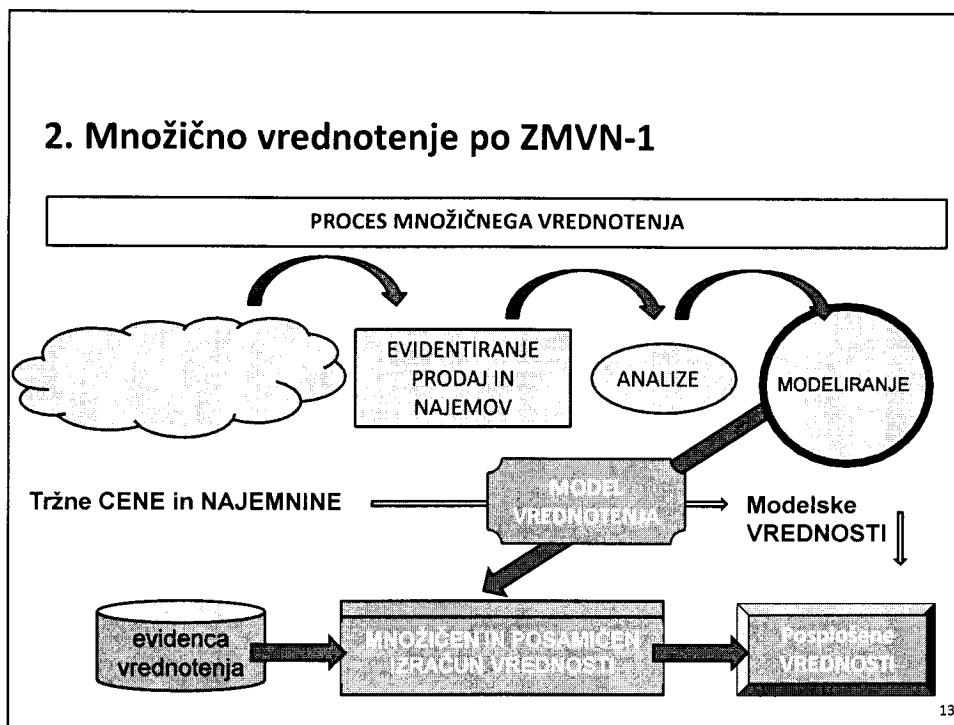 2. Množično vrednotenje po ZMVN-1
PROCES MNOŽIČNEGA VREDNOTENJA
EVIDENTIRANJE
PRODAJ IN
NAJEMOV
ANALIZE
MODELIRANJE
Tržne CENE in NAJEMNINE
MODEL
VREDNOTENJA
Modelske
VREDNOSTI
evidenca
vrednotenja
MNOŽIČEN IN POSAMIČEN
IZRAČUN VREDNOSTI
Posplošene
VREDNOSTI
13